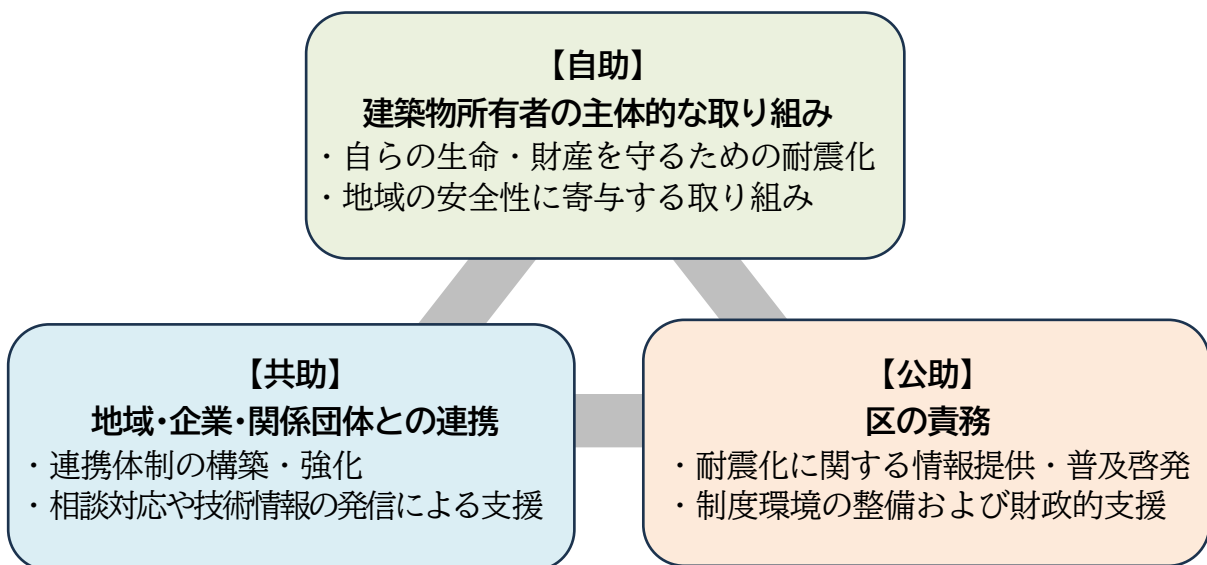 【自助】
建築物所有者の主体的な取り組み
・自らの生命・財産を守るための耐震化
・地域の安全性に寄与する取り組み
【共助】
地域・企業・関係団体との連携
・連携体制の構築・強化
・相談対応や技術情報の発信による支援
【公助】
区の責務
・耐震化に関する情報提供・普及啓発
・制度環境の整備および財政的支援